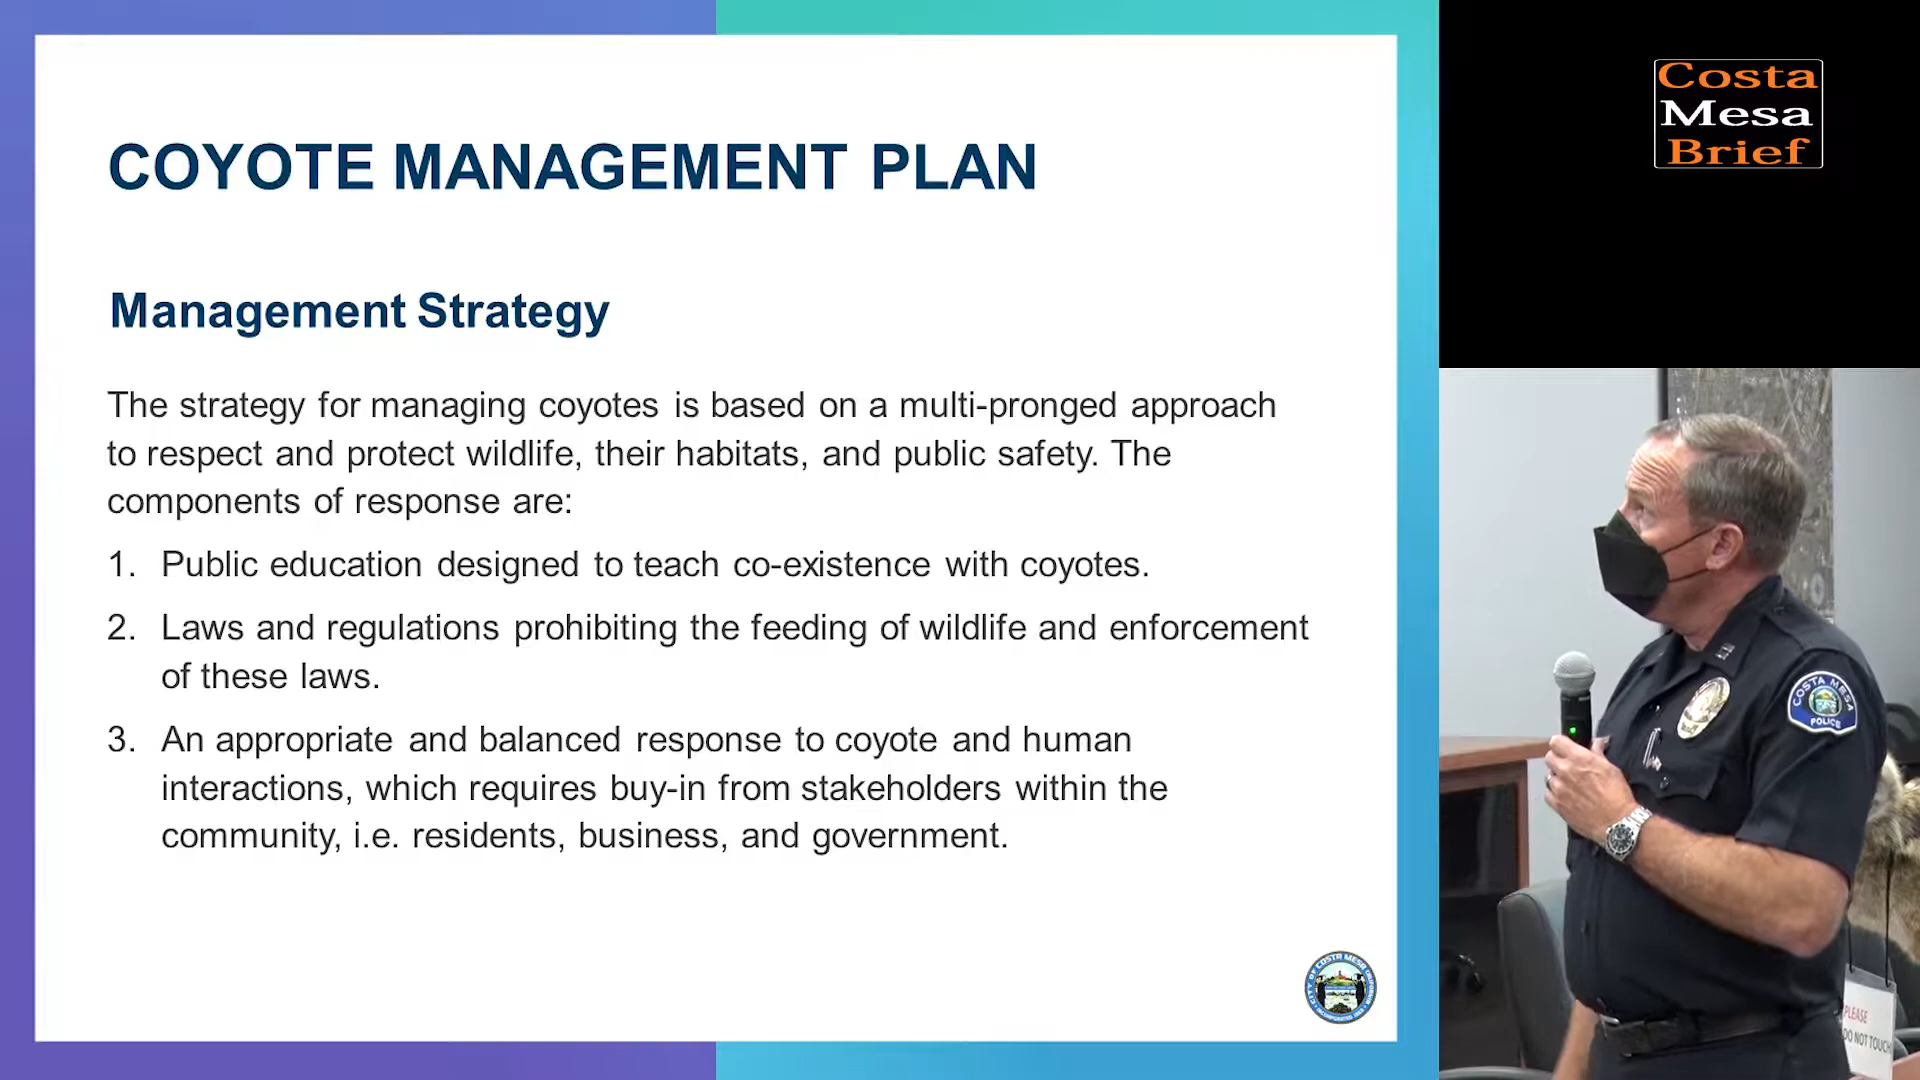 COYOTE MANAGEMENT PLAN
Management Strategy
The strategy for managing coyotes is based on a multi-pronged approach
to respect and protect wildlife, their habitats, and public safety. The
components of response are:
1. Public education designed to teach co-existence with coyotes.
2. Laws and regulations prohibiting the feeding of wildlife and enforcement
of these laws.
3. An appropriate and balanced response to coyote and human
interactions, which requires buy-in from stakeholders within the
community, i.e. residents, business, and government.
CITY OF COSTA MESA
Costa
Mesa
Brief
COSTA MESA
POLICE
PLEASE
DO NOT TOUCH